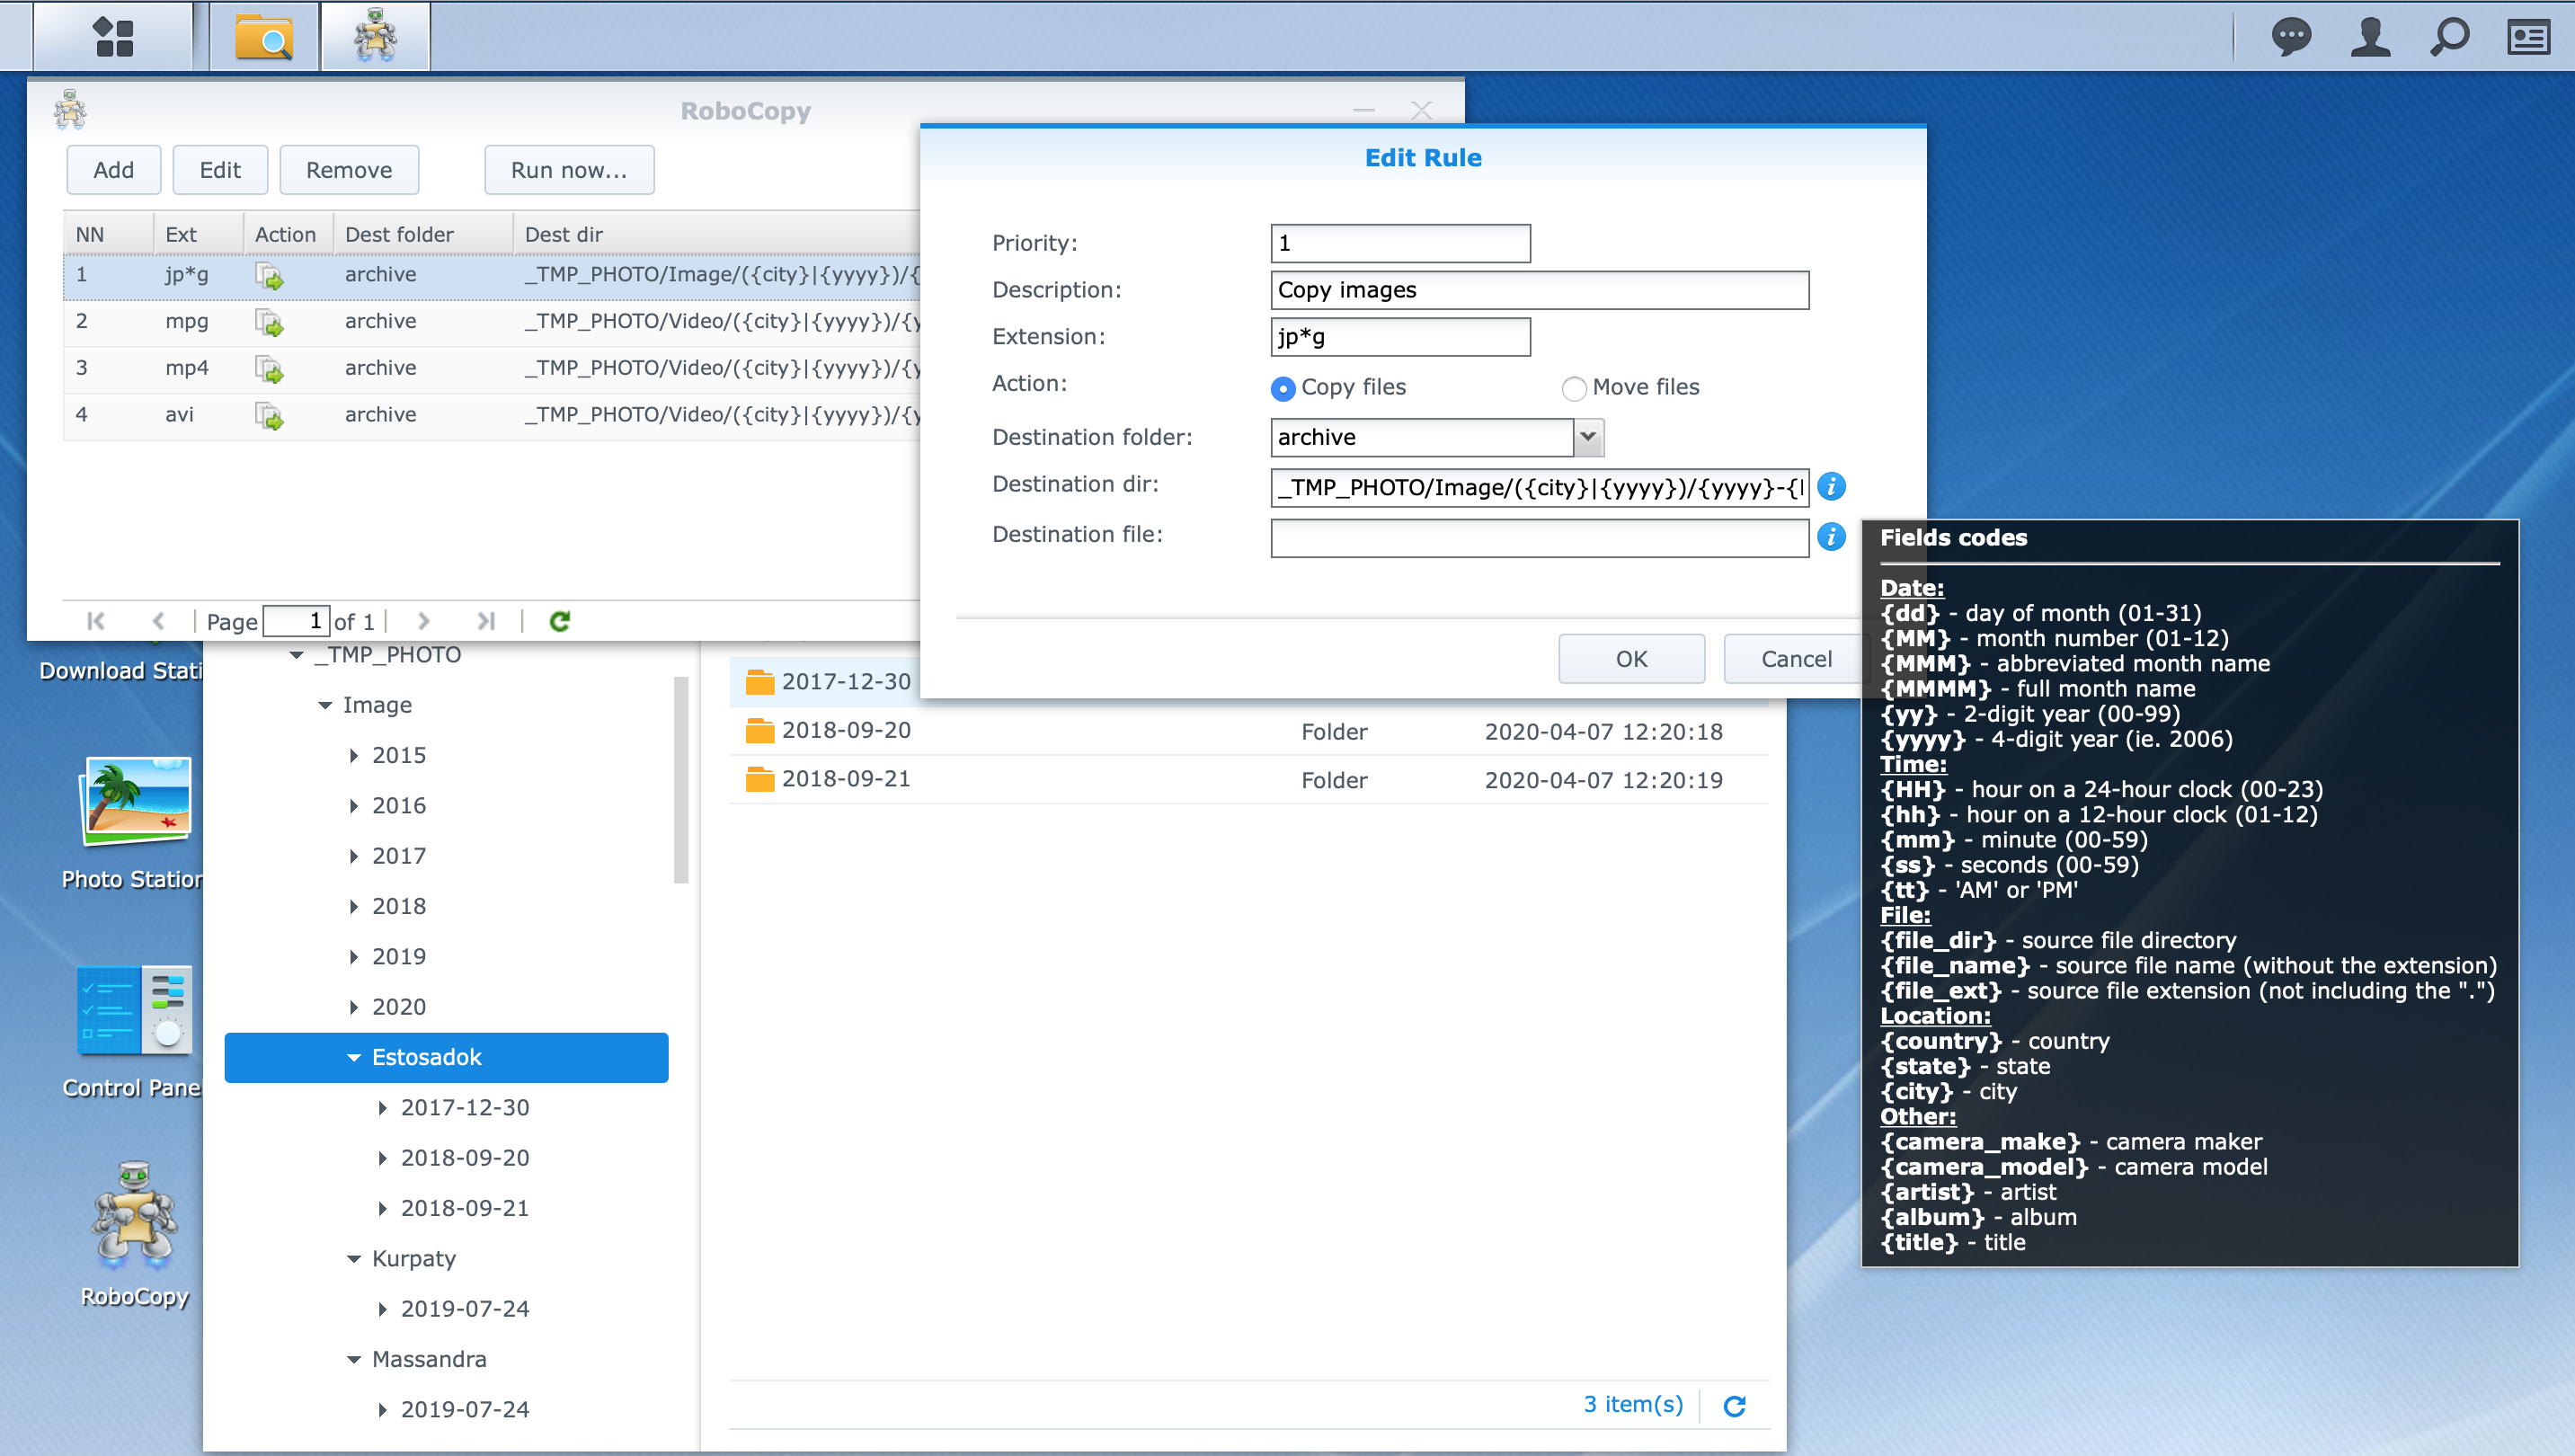 RoboCopy
Add Edit Remove Run now...
NN Ext Action Dest folder Dest dir
1 jp*g archive _TMP_PHOTO/Image/({city}|{yyyy})/{
2 mpg archive _TMP_PHOTO/Video/({city}|{yyyy})/{y
3 mp4 archive _TMP_PHOTO/Video/({city}|{yyyy})/{y
4 avi archive _TMP_PHOTO/Video/({city}|{yyyy})/{y
Page 1 of 1
Edit Rule
Priority: 1
Description: Copy images
Extension: jp*g
Action: Copy files Move files
Destination folder: archive
Destination dir: _TMP_PHOTO/Image/({city}|{yyyy})/{yyyy}-{
Destination file:
OK Cancel
Fields codes
Date:
{dd} - day of month (01-31)
{MM} - month number (01-12)
{MMM} - abbreviated month name
{MMMM} - full month name
{yy} - 2-digit year (00-99)
{yyyy} - 4-digit year (ie. 2006)
Time:
{HH} - hour on a 24-hour clock (00-23)
{hh} - hour on a 12-hour clock (01-12)
{mm} - minute (00-59)
{ss} - seconds (00-59)
{tt} - 'AM' or 'PM'
File:
{file_dir} - source file directory
{file_name} - source file name (without the extension)
{file_ext} - source file extension (not including the ".")
Location:
{country} - country
{state} - state
{city} - city
Other:
{camera_make} - camera maker
{camera_model} - camera model
{artist} - artist
{album} - album
{title} - title
Download Stati
Photo Station
Control Pane
RoboCopy
_TMP_PHOTO
Image
2015
2016
2017
2018
2019
2020
Estosadok
2017-12-30
2018-09-20
2018-09-21
Kurpaty
2019-07-24
Massandra
2019-07-24
2017-12-30
2018-09-20 Folder 2020-04-07 12:20:18
2018-09-21 Folder 2020-04-07 12:20:19
3 item(s)